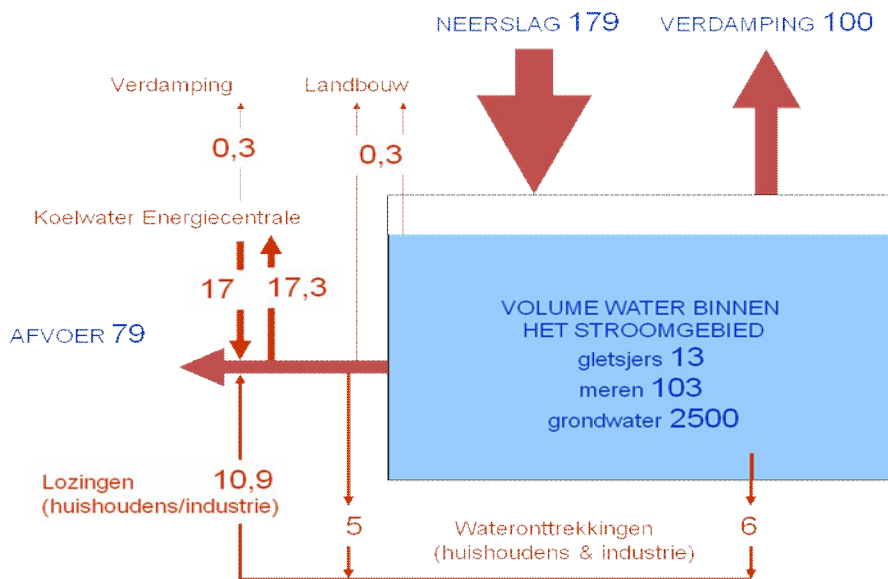 NEERSLAG 179
VERDAMPING 100
Verdamping
Landbouw
0,3
0,3
Koelwater Energiecentrale
17
17,3
AFVOER 79
VOLUME WATER BINNEN
HET STROOMGEBIED
gletsjers 13
meren 103
grondwater 2500
Lozingen 10,9
(huishoudens/industrie)
5
Wateronttrekkingen
(huishoudens & industrie)
6